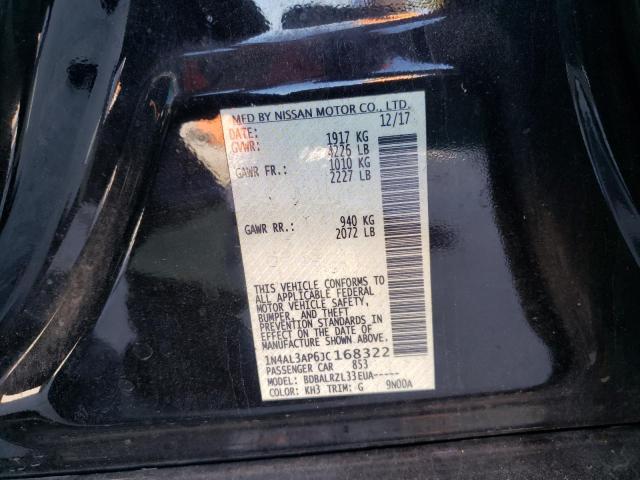 MFD BY NISSAN MOTOR CO., LTD.
DATE: 12/17
GVWR: 1917 KG
4226 LB
GAWR FR.: 1010 KG
2227 LB
GAWR RR.: 940 KG
2072 LB
THIS VEHICLE CONFORMS TO
ALL APPLICABLE FEDERAL
MOTOR VEHICLE SAFETY,
BUMPER, AND THEFT
PREVENTION STANDARDS IN
EFFECT ON THE DATE OF
MANUFACTURE SHOWN ABOVE.
1N4AL3AP6JC168322
PASSENGER CAR 853
MODEL: BDBALRZL33EUA-----
COLOR: KH3 TRIM: G 9N00A